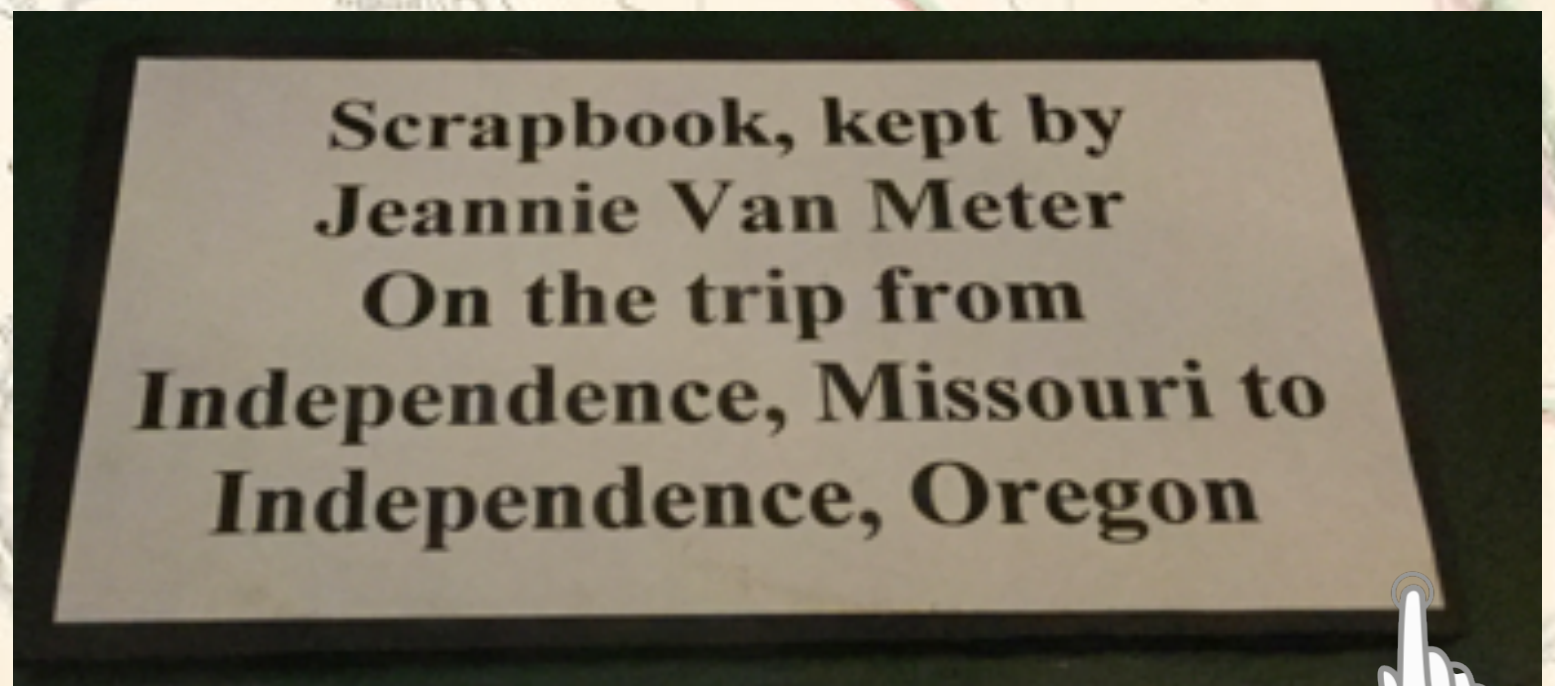 Scrapbook, kept by
Jeannie Van Meter
On the trip from
Independence, Missouri to
Independence, Oregon